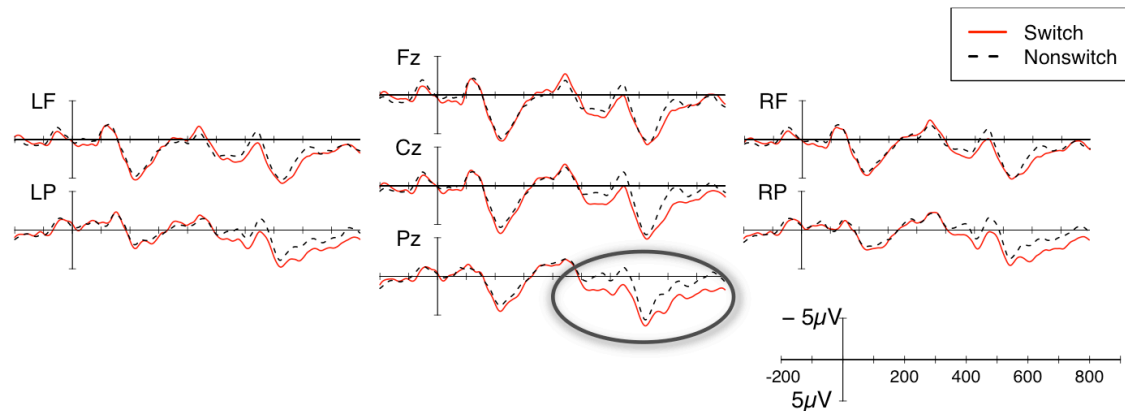 Switch
Nonswitch
Fz
LF
RF
Cz
LP
RP
Pz
– 5µV
-200 200 400 600 800
5µV